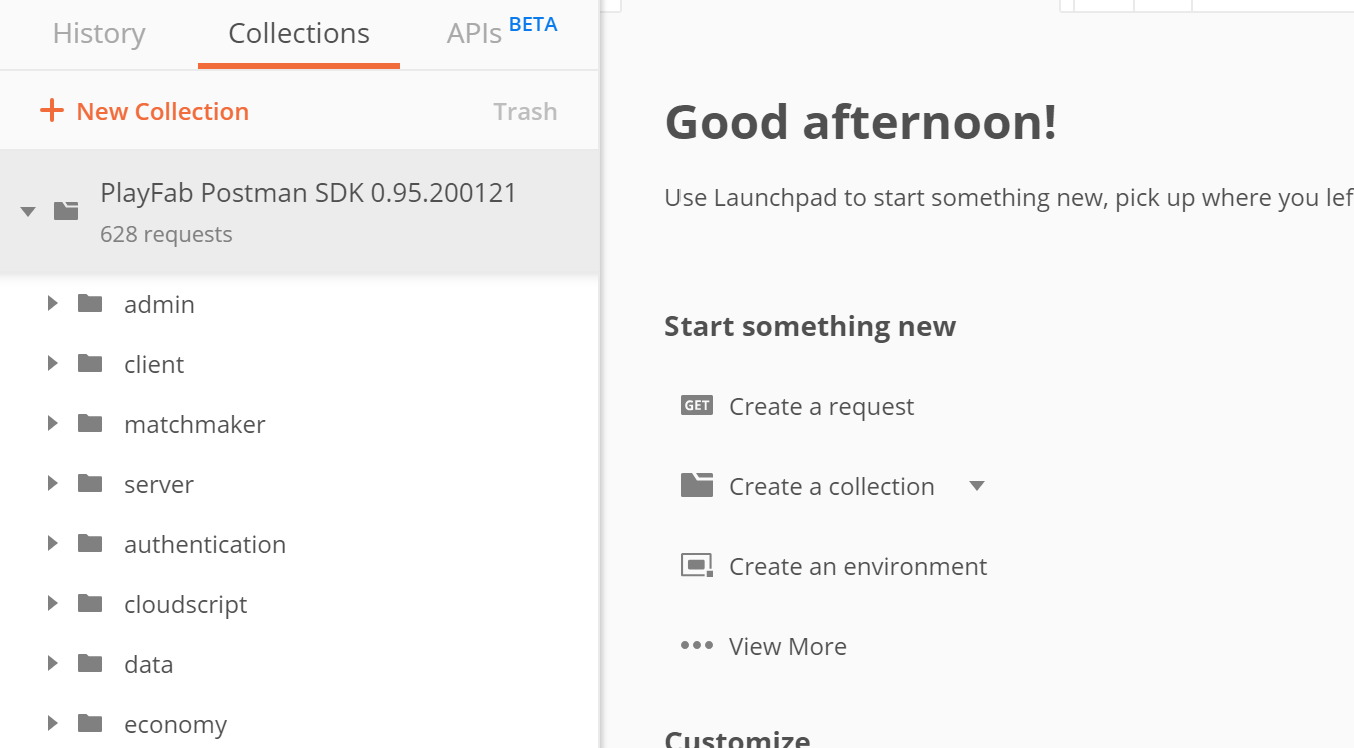 History Collections APIs BETA
+ New Collection Trash
PlayFab Postman SDK 0.95.200121
628 requests
admin
client
matchmaker
server
authentication
cloudscript
data
economy
Good afternoon!
Use Launchpad to start something new, pick up where you lef
Start something new
GET Create a request
Create a collection
Create an environment
View More
Customize